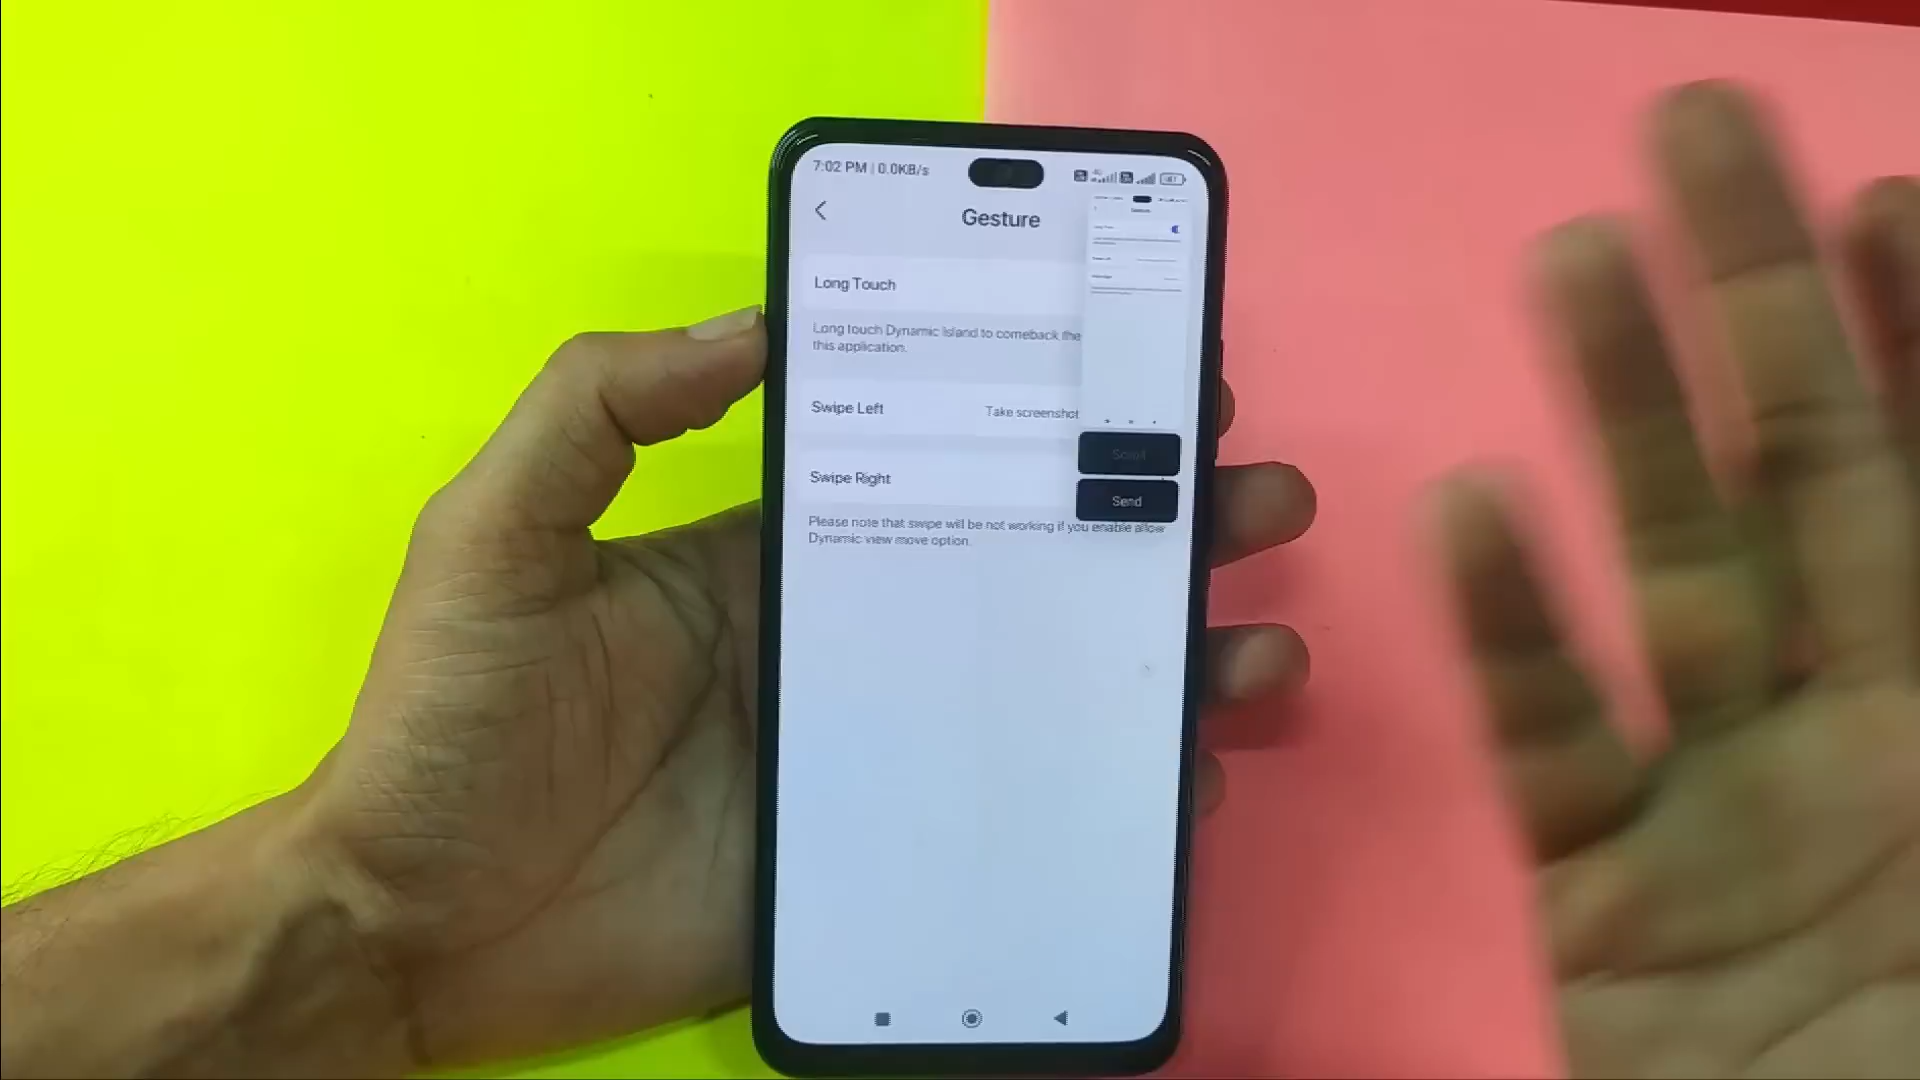 7:02 PM | 0.0KB/s
4G
Gesture
Long Touch
Long touch Dynamic Island to comeback the
this application.
Swipe Left
Take screenshot
Scroll
Swipe Right
Send
Please note that swipe will be not working if you enable allow
Dynamic view move option.